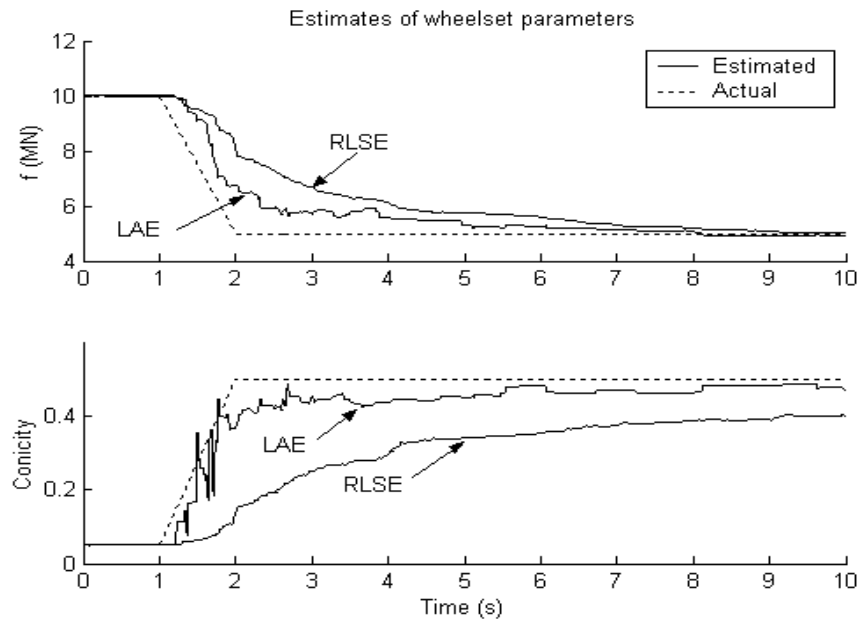 Estimates of wheelset parameters
12
10
8
6
4
f (MN)
Estimated
Actual
RLSE
LAE
0 1 2 3 4 5 6 7 8 9 10
0.4
0.2
0
Conicity
LAE
RLSE
0 1 2 3 4 5 6 7 8 9 10
Time (s)